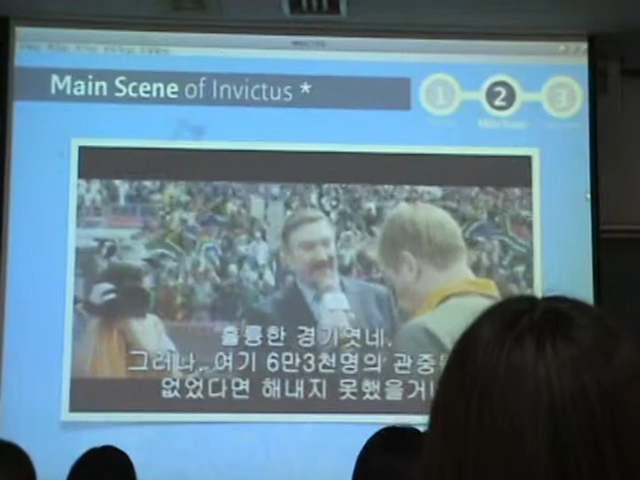 Main Scene of Invictus *
1 2 3
훌륭한 경기엿네.
그러나, 여기 6만3천명의 관중
없었다면 해내지 못했을거